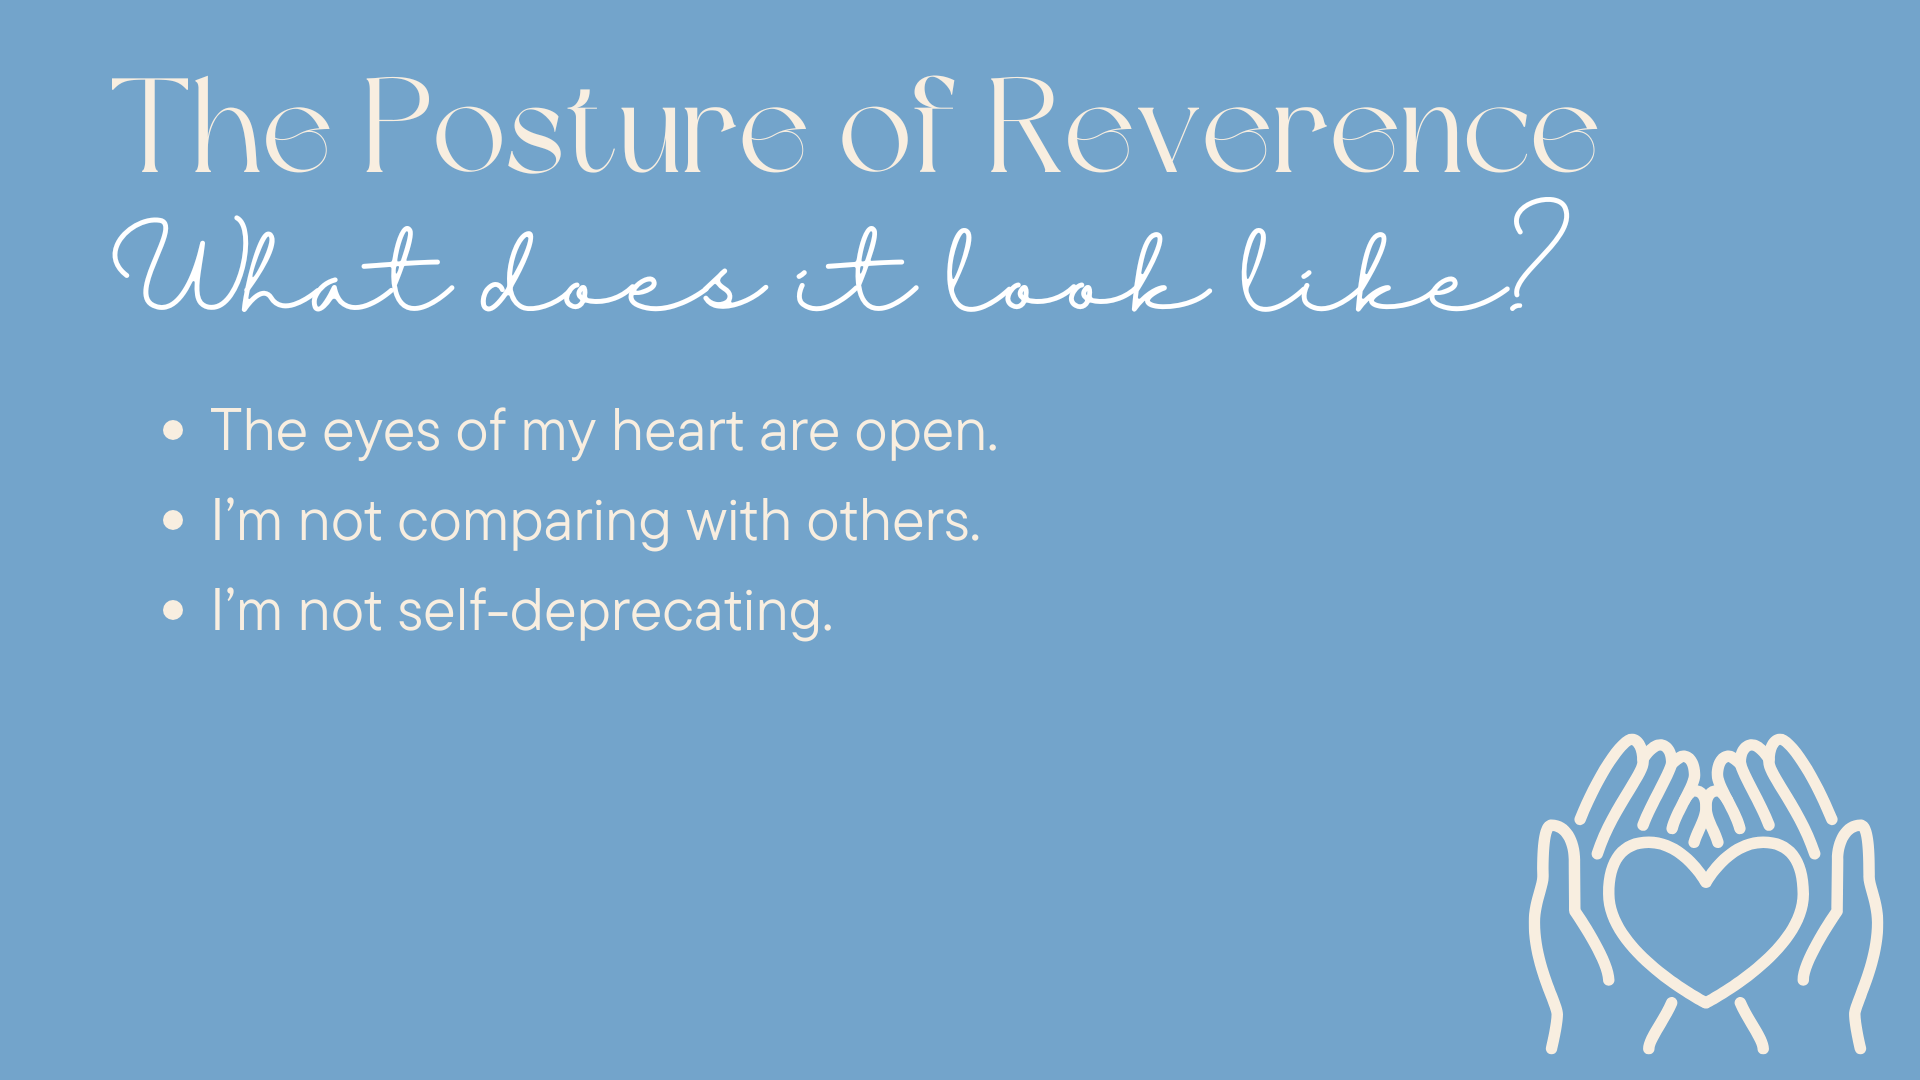 The Posture of Reverence
What does it look like?
• The eyes of my heart are open.
• I’m not comparing with others.
• I’m not self-deprecating.